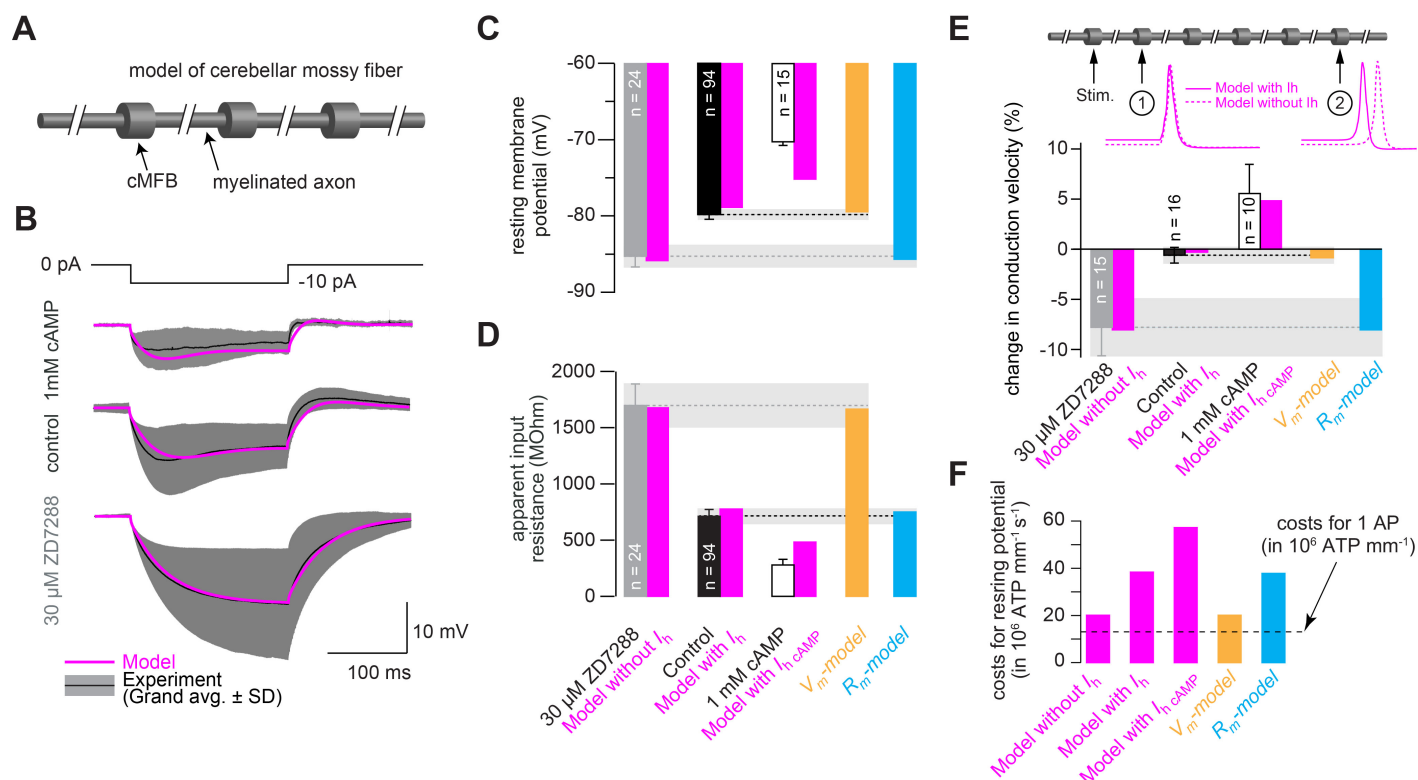 A
model of cerebellar mossy fiber
cMFB
myelinated axon
B
0 pA
-10 pA
1mM cAMP
control
30 µM ZD7288
10 mV
100 ms
Model
Experiment
(Grand avg. ± SD)
C
resting membrane
potential (mV)
-60
-70
-80
-90
n = 24
n = 94
n = 15
D
apparent input
resistance (MOhm)
2000
1500
1000
500
0
n = 24
n = 94
30 µM ZD7288
Model without Ih
Control
Model with Ih
1 mM cAMP
Model with Ih cAMP
Vm-model
Rm-model
E
Stim.
1
2
Model with Ih
Model without Ih
change in conduction velocity (%)
10
5
0
-5
-10
n = 15
n = 16
n = 10
30 µM ZD7288
Model without Ih
Control
Model with Ih
1 mM cAMP
Model with Ih cAMP
Vm-model
Rm-model
F
costs for resring potential
(in 10⁶ ATP mm⁻¹ s⁻¹)
60
40
20
0
costs for 1 AP
(in 10⁶ ATP mm⁻¹)
Model without Ih
Model with Ih
Model with Ih cAMP
Vm-model
Rm-model